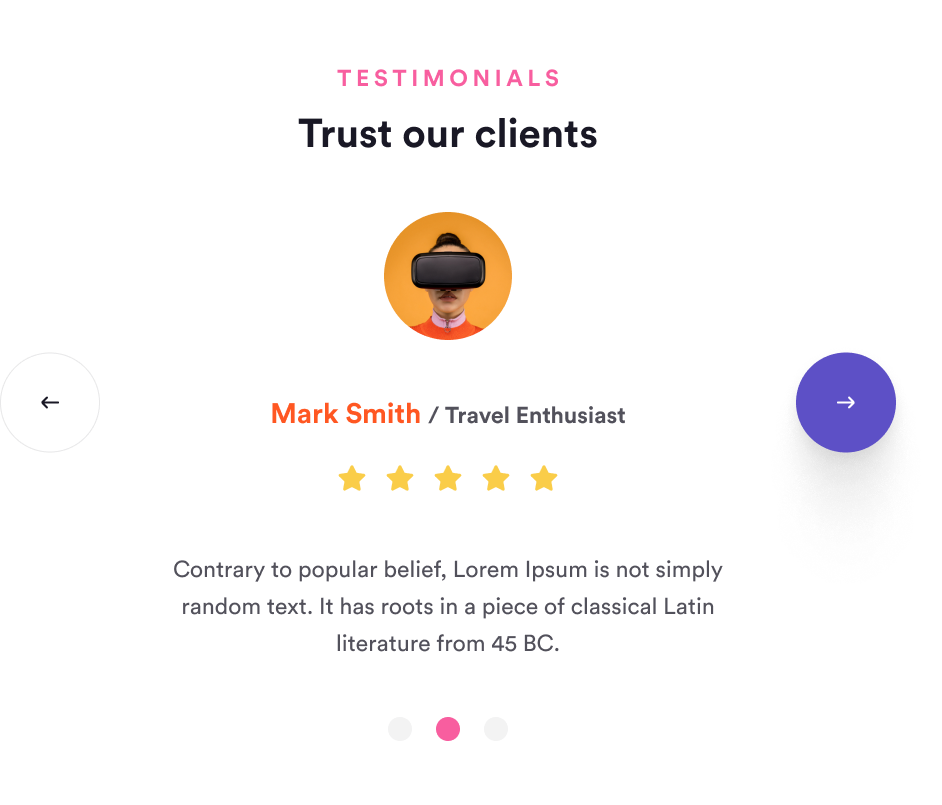 TESTIMONIALS
Trust our clients
Mark Smith / Travel Enthusiast
Contrary to popular belief, Lorem Ipsum is not simply
random text. It has roots in a piece of classical Latin
literature from 45 BC.